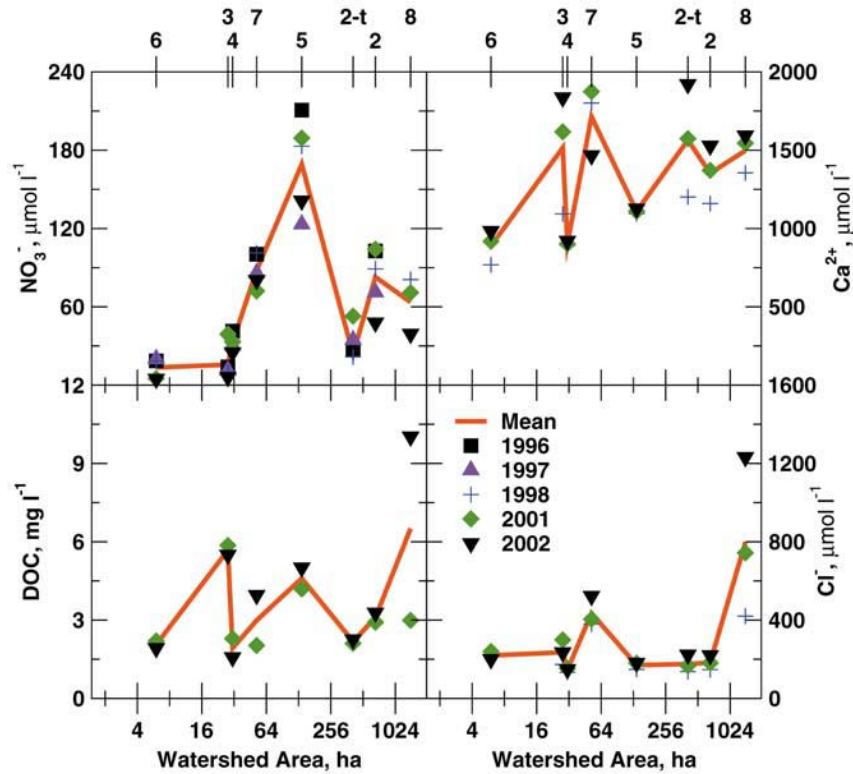 3 7 2-t 8
6 4 5 2
3 7 2-t 8
6 4 5 2
240
180
120
60
12
NO₃⁻, µmol l⁻¹
2000
1500
1000
500
1600
Ca²⁺, µmol l⁻¹
9
6
3
0
DOC, mg l⁻¹
Mean
1996
1997
1998
2001
2002
1200
800
400
0
Cl⁻, µmol l⁻¹
4 16 64 256 1024
Watershed Area, ha
4 16 64 256 1024
Watershed Area, ha